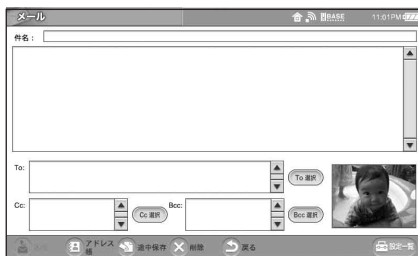 メール
BASE 11:01PM
件名：
To:
To 選択
Cc:
Cc 選択
Bcc:
Bcc 選択
アドレス帳
途中保存
削除
戻る
設定一覧